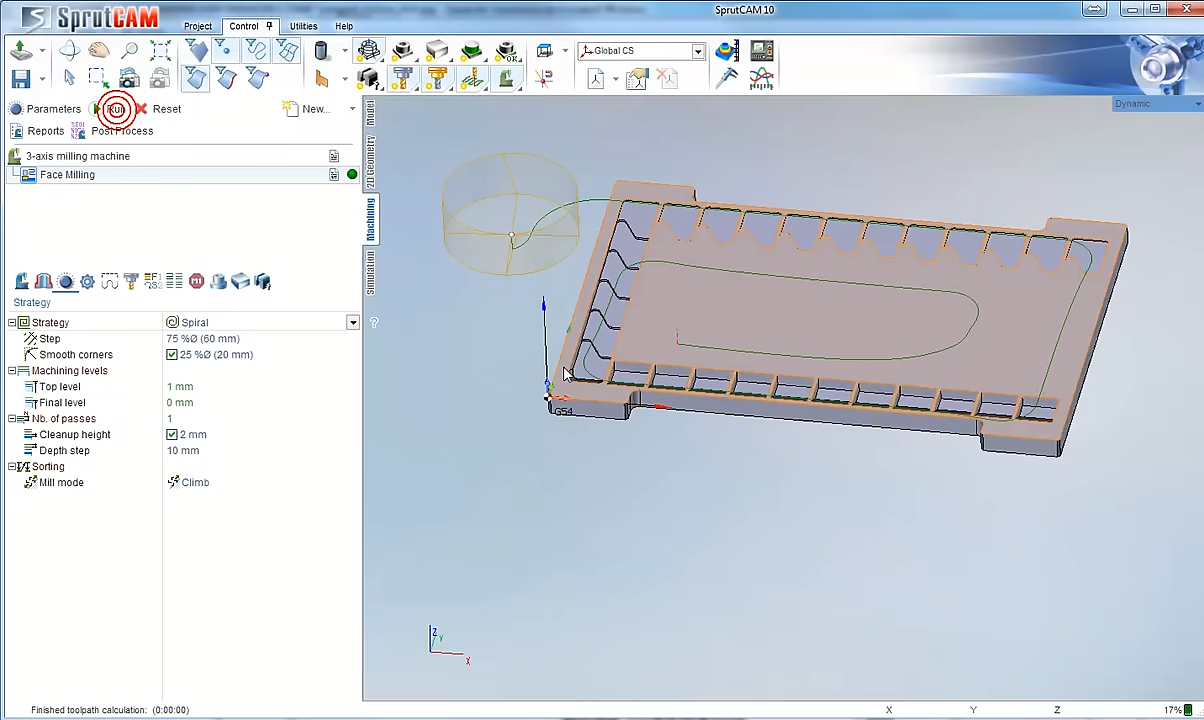 SprutCAM 10
SprutCAM
Project
Control
Utilities
Help
Global CS
Parameters
Run
Reset
New...
Reports
Post Process
3-axis milling machine
Face Milling
Model
2D Geometry
Machining
Simulation
?
Dynamic
Strategy
Strategy
Spiral
Step
75 %Ø (60 mm)
Smooth corners
25 %Ø (20 mm)
Machining levels
Top level
1 mm
Final level
0 mm
Nb. of passes
1
Cleanup height
2 mm
Depth step
10 mm
Sorting
Mill mode
Climb
G54
Z
Y
X
Finished toolpath calculation: (0:00:00)
X
Y
Z
17%